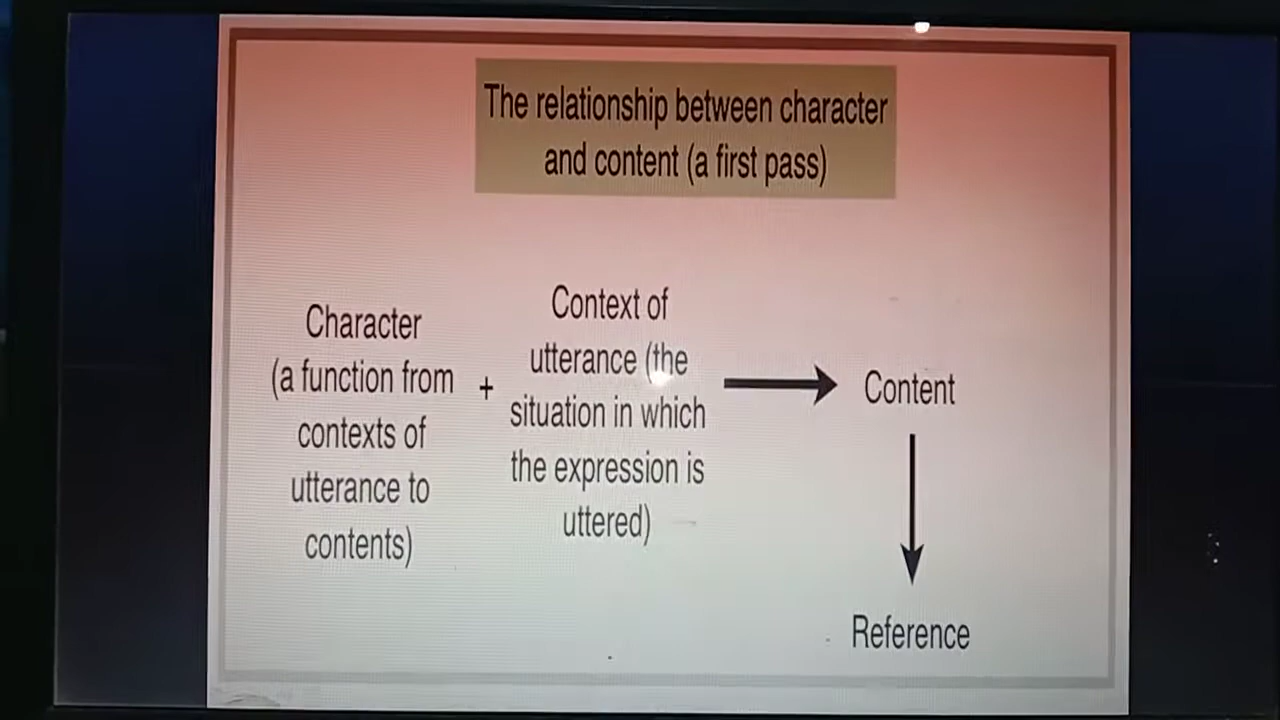 The relationship between character
and content (a first pass)
Character
(a function from
contexts of
utterance to
contents)
+
Context of
utterance (the
situation in which
the expression is
uttered)
Content
Reference